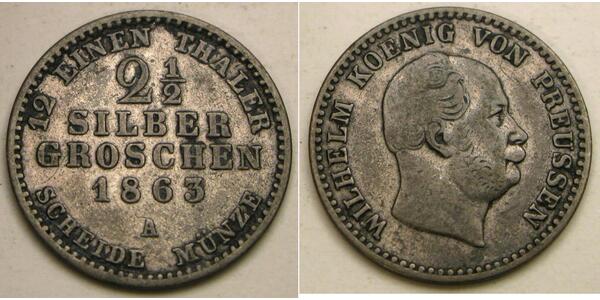 12 EINEN THALER
2 1/2
SILBER
GROSCHEN
1863
A
SCHEIDE MÜNZE
WILHELM KOENIG VON PREUSSEN